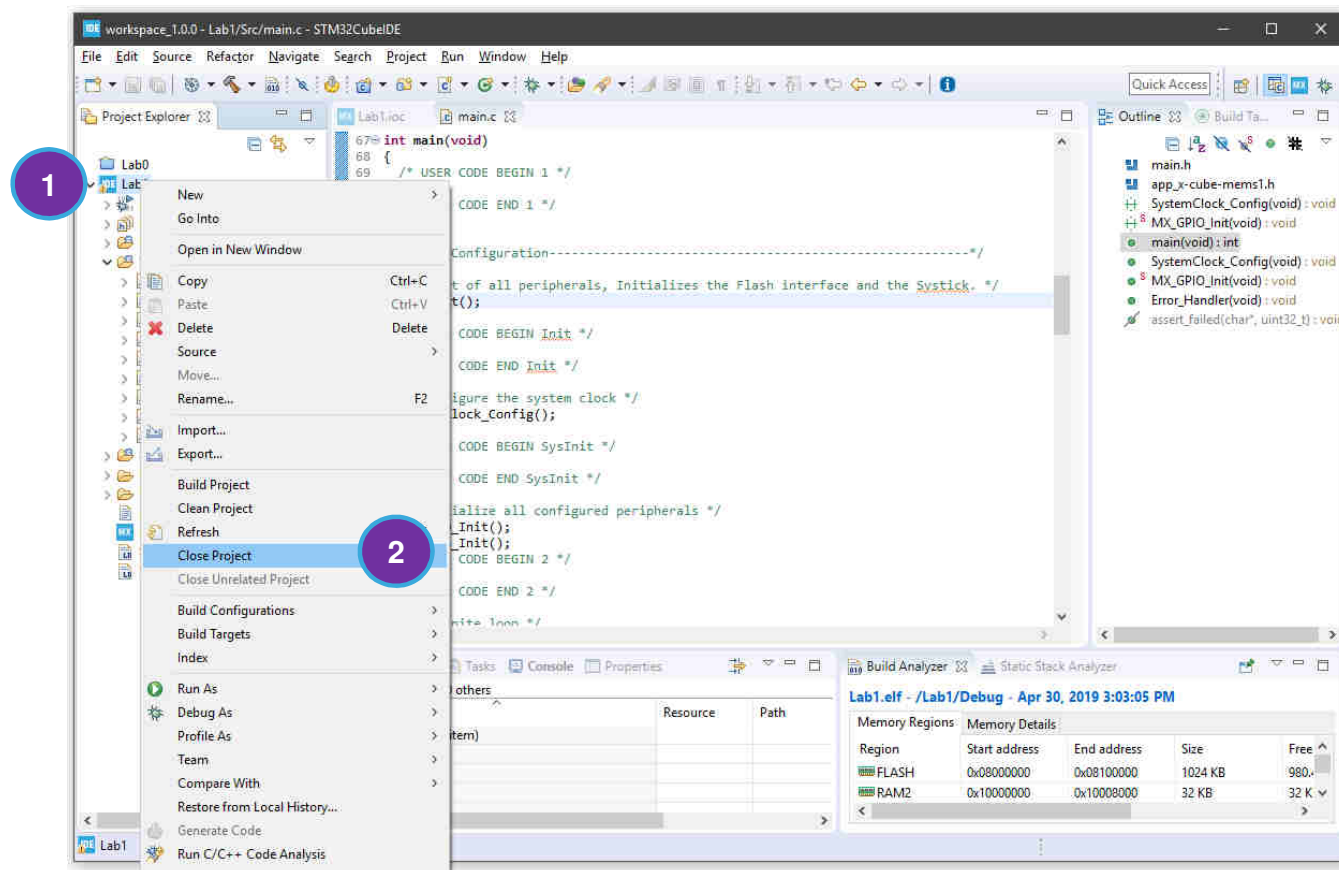 workspace_1.0.0 - Lab1/Src/main.c - STM32CubeIDE
File Edit Source Refactor Navigate Search Project Run Window Help
Quick Access
Project Explorer
Lab0
1
New
Go Into
Open in New Window
Copy Ctrl+C
Paste Ctrl+V
Delete Delete
Source
Move...
Rename... F2
Import...
Export...
Build Project
Clean Project
Refresh
Close Project
2
Close Unrelated Project
Build Configurations
Build Targets
Index
Run As
Debug As
Profile As
Team
Compare With
Restore from Local History...
Generate Code
Run C/C++ Code Analysis
Lab1
Lab1.ioc main.c
67 int main(void)
68 {
69 /* USER CODE BEGIN 1 */
CODE END 1 */
Configuration--------------------------------------------------------*/
t of all peripherals, Initializes the Flash interface and the Systick. */
t();
CODE BEGIN Init */
CODE END Init */
igure the system clock */
lock_Config();
CODE BEGIN SysInit */
CODE END SysInit */
ialize all configured peripherals */
_Init();
_Init();
CODE BEGIN 2 */
CODE END 2 */
Outline Build Ta...
main.h
app_x-cube-mems1.h
SystemClock_Config(void) : void
MX_GPIO_Init(void) : void
main(void) : int
SystemClock_Config(void) : void
MX_GPIO_Init(void) : void
Error_Handler(void) : void
assert_failed(char*, uint32_t) : voi
Tasks Console Properties
others
Resource Path
item)
Build Analyzer Static Stack Analyzer
Lab1.elf - /Lab1/Debug - Apr 30, 2019 3:03:05 PM
Memory Regions Memory Details
Region Start address End address Size Free
FLASH 0x08000000 0x08100000 1024 KB 980.
RAM2 0x10000000 0x10008000 32 KB 32 K